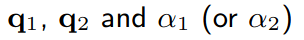 q₁, q₂ and α₁ (or α₂)